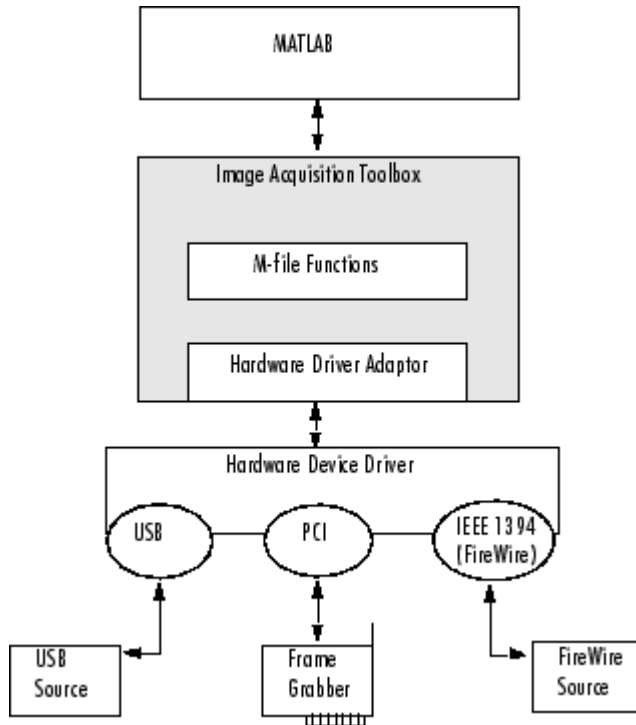 MATLAB
Image Acquisition Toolbox
M-file Functions
Hardware Driver Adaptor
Hardware Device Driver
USB
PCI
IEEE 1394
(FireWire)
USB
Source
Frame
Grabber
FireWire
Source